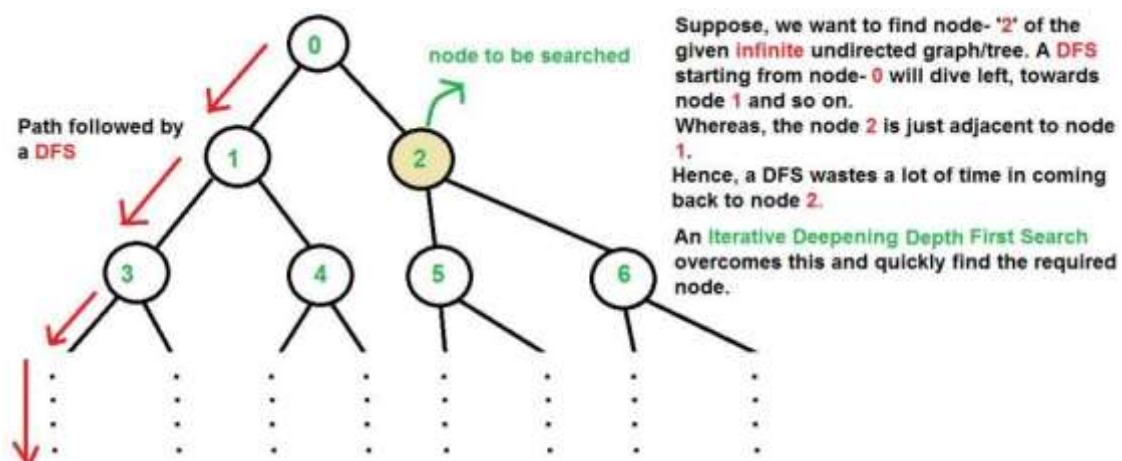 0
node to be searched
Path followed by
a DFS
1
2
3
4
5
6
Suppose, we want to find node- '2' of the
given infinite undirected graph/tree. A DFS
starting from node- 0 will dive left, towards
node 1 and so on.
Whereas, the node 2 is just adjacent to node
1.
Hence, a DFS wastes a lot of time in coming
back to node 2.
An Iterative Deepening Depth First Search
overcomes this and quickly find the required
node.